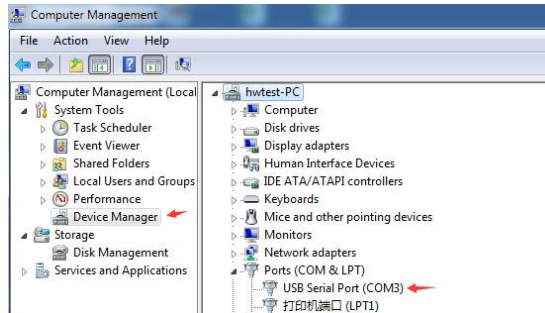 Computer Management
File Action View Help
Computer Management (Local
System Tools
Task Scheduler
Event Viewer
Shared Folders
Local Users and Groups
Performance
Device Manager
Storage
Disk Management
Services and Applications
hwtest-PC
Computer
Disk drives
Display adapters
Human Interface Devices
IDE ATA/ATAPI controllers
Keyboards
Mice and other pointing devices
Monitors
Network adapters
Ports (COM & LPT)
USB Serial Port (COM3)
打印机端口 (LPT1)